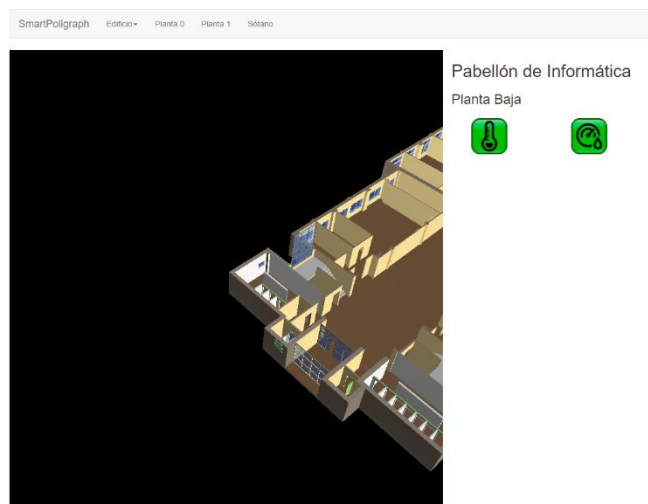 SmartPoligraph Edificio Planta 0 Planta 1 Sótano
Pabellón de Informática
Planta Baja